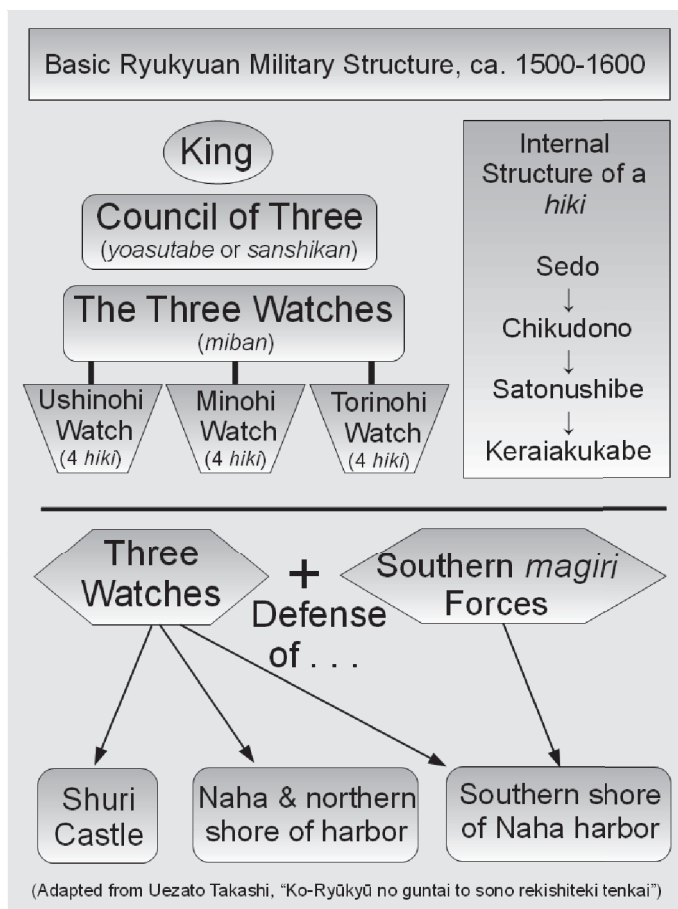 Basic Ryukyuan Military Structure, ca. 1500-1600
King
Council of Three
(yoasutabe or sanshikan)
The Three Watches
(miban)
Ushinohi
Watch
(4 hiki)
Minohi
Watch
(4 hiki)
Torinohi
Watch
(4 hiki)
Internal
Structure of a
hiki
Sedo
↓
Chikudono
↓
Satonushibe
↓
Keraiakukabe
Three
Watches
+
Defense
of . . .
Southern magiri
Forces
Shuri
Castle
Naha & northern
shore of harbor
Southern shore
of Naha harbor
(Adapted from Uezato Takashi, “Ko-Ryūkyū no guntai to sono rekishiteki tenkai”)